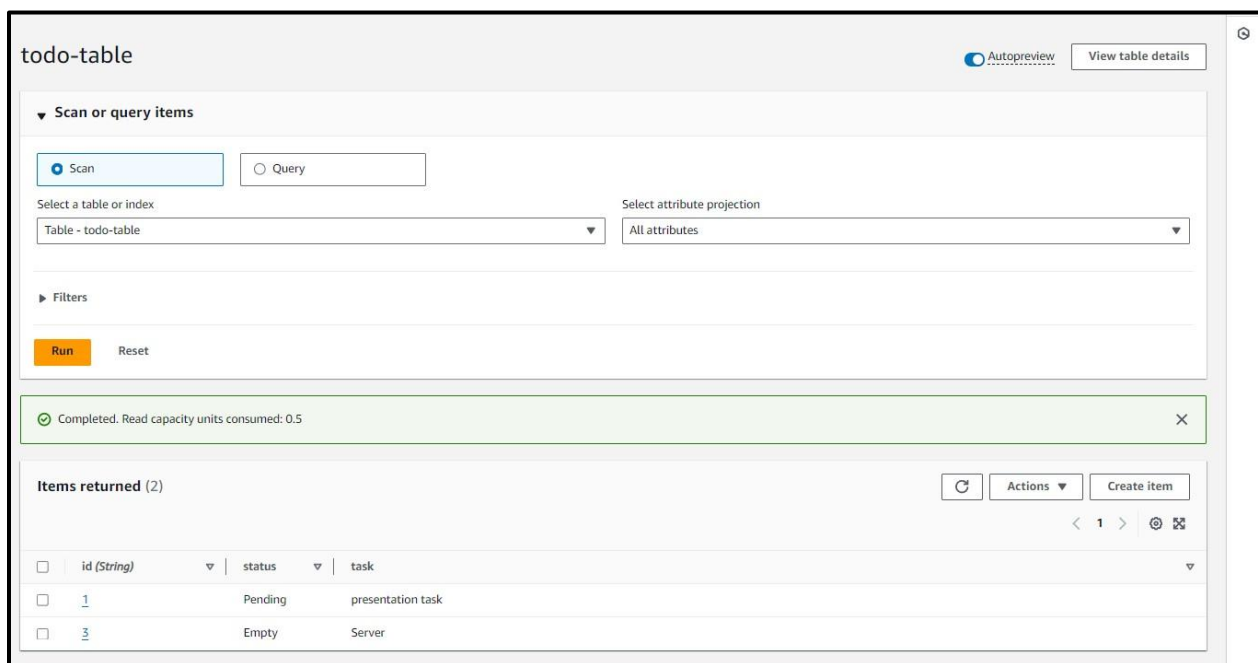 todo-table
Autopreview
View table details
Scan or query items
Scan
Query
Select a table or index
Select attribute projection
Table - todo-table
All attributes
Filters
Run
Reset
Completed. Read capacity units consumed: 0.5
Items returned (2)
Actions
Create item
1
id (String) status task
1 Pending presentation task
3 Empty Server